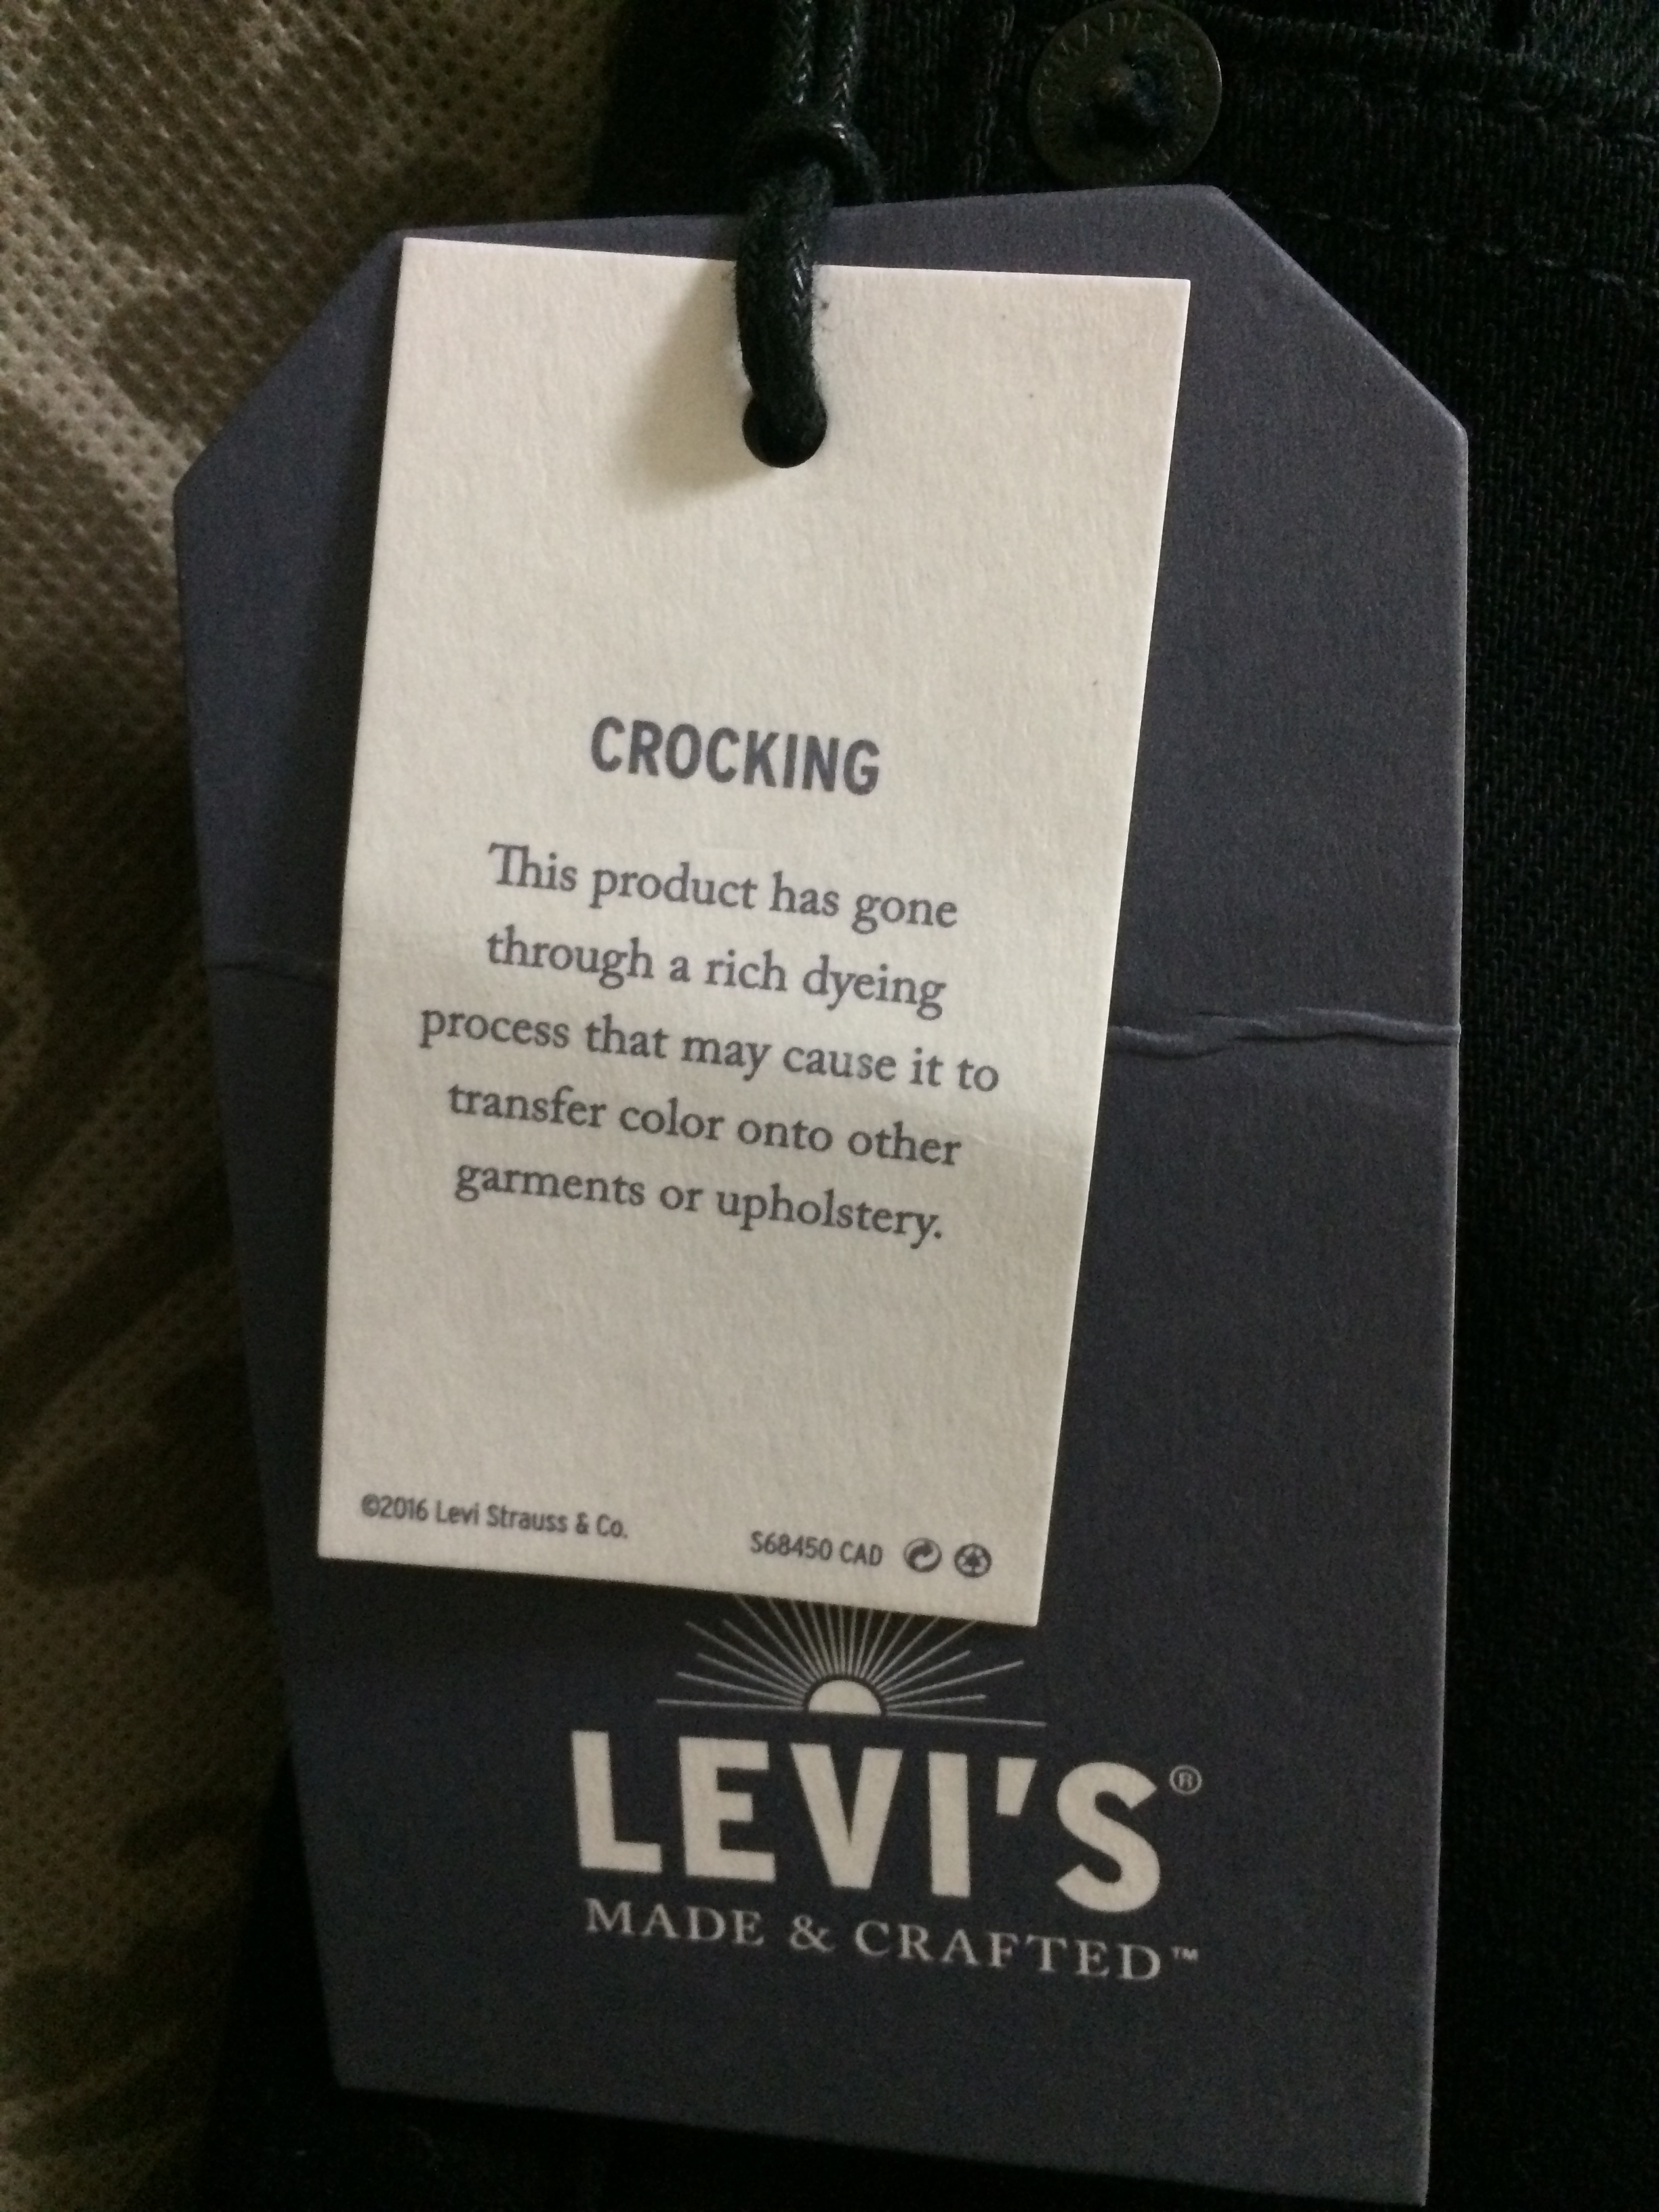 CROCKING
This product has gone
through a rich dyeing
process that may cause it to
transfer color onto other
garments or upholstery.
©2016 Levi Strauss & Co.
S68450 CAD
LEVI'S®
MADE & CRAFTED™